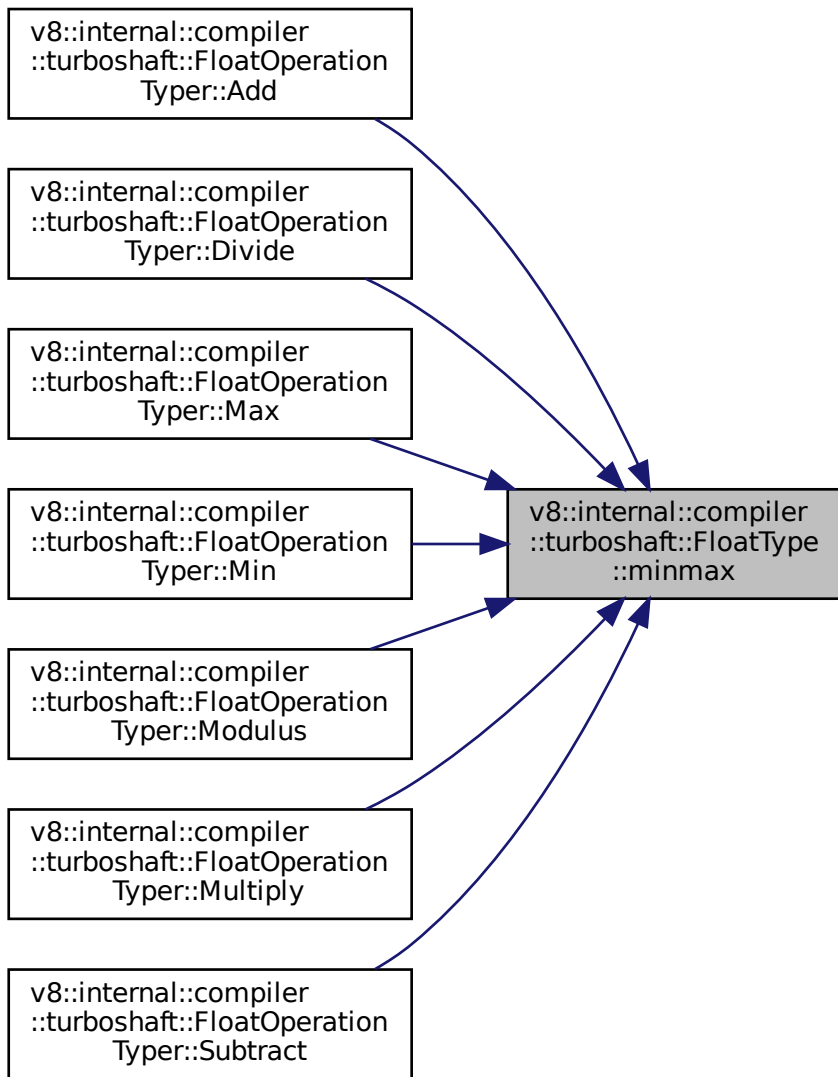 v8::internal::compiler
::turboshaft::FloatOperation
Typer::Add
v8::internal::compiler
::turboshaft::FloatOperation
Typer::Divide
v8::internal::compiler
::turboshaft::FloatOperation
Typer::Max
v8::internal::compiler
::turboshaft::FloatOperation
Typer::Min
v8::internal::compiler
::turboshaft::FloatType
::minmax
v8::internal::compiler
::turboshaft::FloatOperation
Typer::Modulus
v8::internal::compiler
::turboshaft::FloatOperation
Typer::Multiply
v8::internal::compiler
::turboshaft::FloatOperation
Typer::Subtract